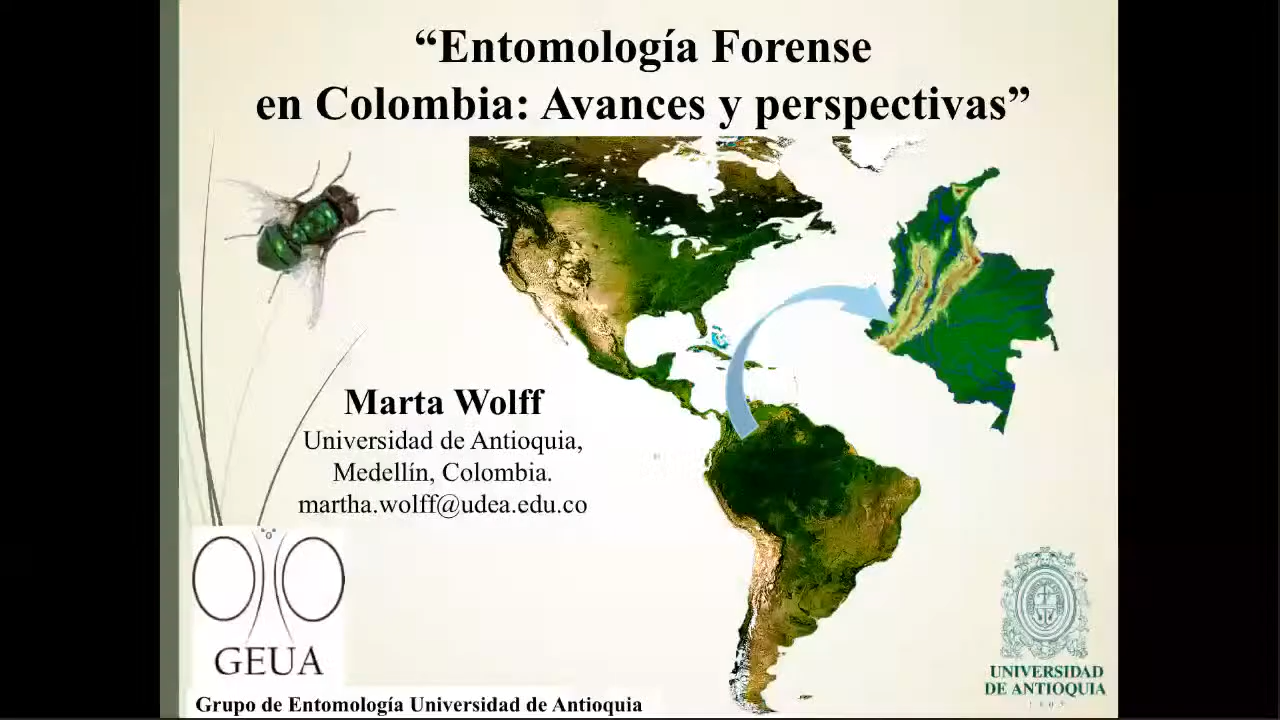 “Entomología Forense
en Colombia: Avances y perspectivas”
Marta Wolff
Universidad de Antioquia,
Medellín, Colombia.
martha.wolff@udea.edu.co
GEUA
Grupo de Entomología Universidad de Antioquia
UNIVERSIDAD
DE ANTIOQUIA
1803